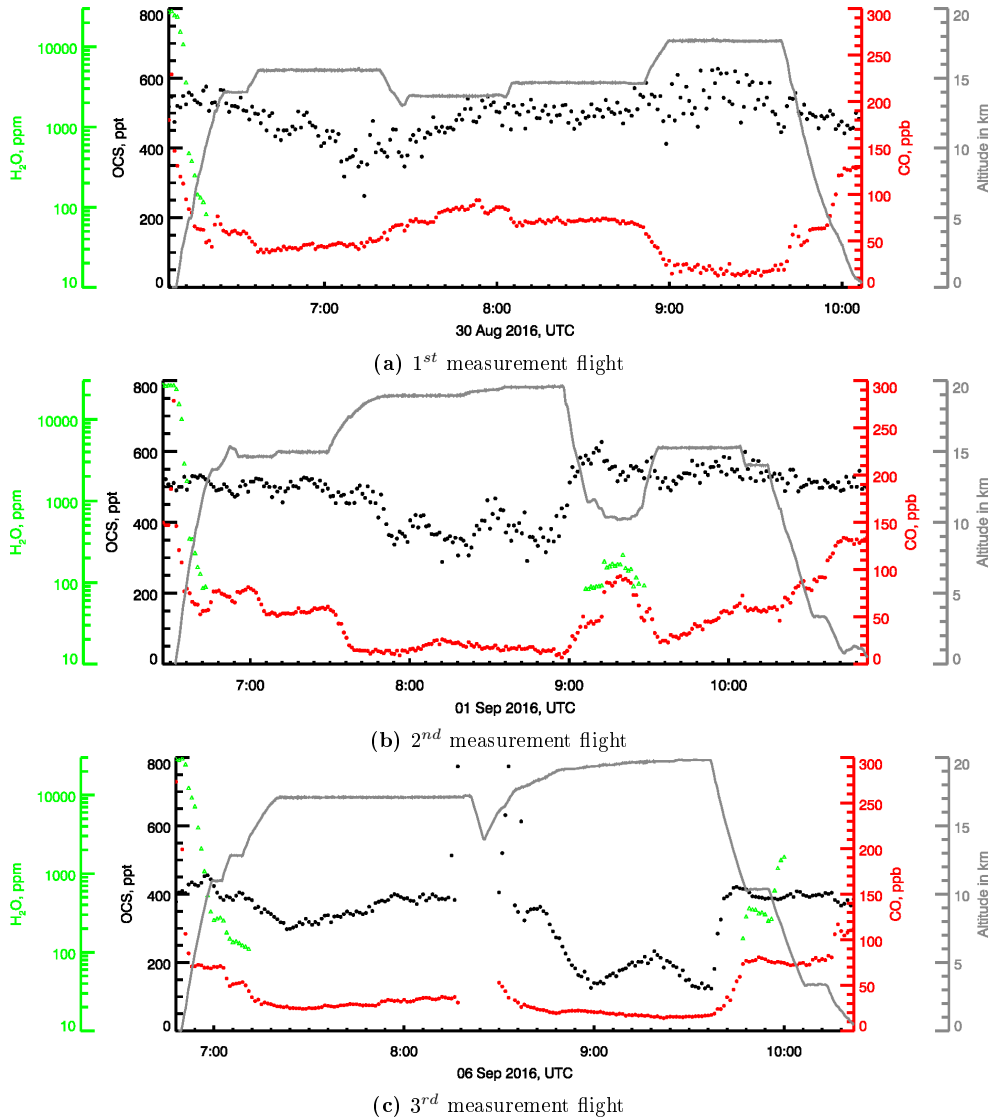 800 300 20
10000 250
600 15
200
1000
H2O, ppm OCS, ppt 400 150 10 CO, ppb Altitude in km
100 100
200 5
50
10 0 0 0
7:00 8:00 9:00 10:00
30 Aug 2016, UTC
(a) 1st measurement flight
800 300 20
10000 250
600 15
200
1000
H2O, ppm OCS, ppt 400 150 10 CO, ppb Altitude in km
100 100
200 5
50
10 0 0 0
7:00 8:00 9:00 10:00
01 Sep 2016, UTC
(b) 2nd measurement flight
800 300 20
10000 250
600 15
200
1000
H2O, ppm OCS, ppt 400 150 10 CO, ppb Altitude in km
100 100
200 5
50
10 0 0 0
7:00 8:00 9:00 10:00
06 Sep 2016, UTC
(c) 3rd measurement flight